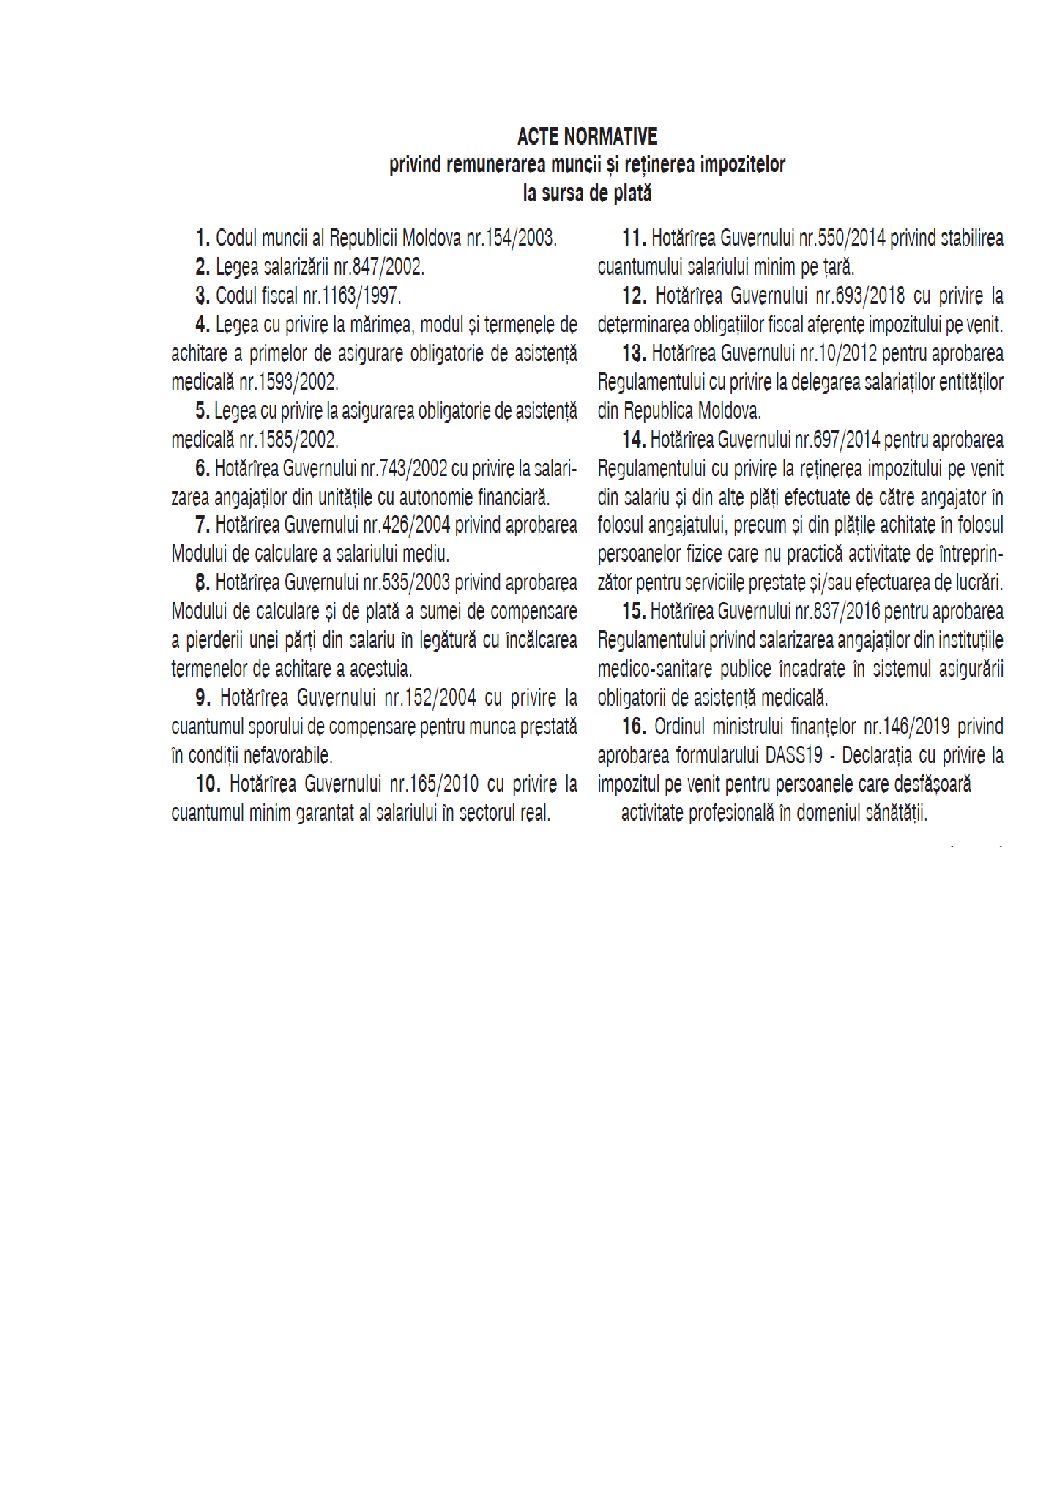 ACTE NORMATIVE
privind remunerarea muncii și reținerea impozitelor
la sursa de plată
1. Codul muncii al Republicii Moldova nr.154/2003.
2. Legea salarizării nr.847/2002.
3. Codul fiscal nr.1163/1997.
4. Legea cu privire la mărimea, modul și termenele de
achitare a primelor de asigurare obligatorie de asistență
medicală nr.1593/2002.
5. Legea cu privire la asigurarea obligatorie de asistență
medicală nr.1585/2002.
6. Hotărîrea Guvernului nr.743/2002 cu privire la salari-
zarea angajaților din unitățile cu autonomie financiară.
7. Hotărîrea Guvernului nr.426/2004 privind aprobarea
Modului de calculare a salariului mediu.
8. Hotărîrea Guvernului nr.535/2003 privind aprobarea
Modului de calculare și de plată a sumei de compensare
a pierderii unei părți din salariu în legătură cu încălcarea
termenelor de achitare a acestuia.
9. Hotărîrea Guvernului nr.152/2004 cu privire la
cuantumul sporului de compensare pentru munca prestată
în condiții nefavorabile.
10. Hotărîrea Guvernului nr.165/2010 cu privire la
cuantumul minim garantat al salariului în sectorul real.
11. Hotărîrea Guvernului nr.550/2014 privind stabilirea
cuantumului salariului minim pe țară.
12. Hotărîrea Guvernului nr.693/2018 cu privire la
determinarea obligațiilor fiscal aferente impozitului pe venit.
13. Hotărîrea Guvernului nr.10/2012 pentru aprobarea
Regulamentului cu privire la delegarea salariaților entităților
din Republica Moldova.
14. Hotărîrea Guvernului nr.697/2014 pentru aprobarea
Regulamentului cu privire la reținerea impozitului pe venit
din salariu și din alte plăți efectuate de către angajator în
folosul angajatului, precum și din plățile achitate în folosul
persoanelor fizice care nu practică activitate de întreprin-
zător pentru serviciile prestate și/sau efectuarea de lucrări.
15. Hotărîrea Guvernului nr.837/2016 pentru aprobarea
Regulamentului privind salarizarea angajaților din instituțiile
medico-sanitare publice încadrate în sistemul asigurării
obligatorii de asistență medicală.
16. Ordinul ministrului finanțelor nr.146/2019 privind
aprobarea formularului DASS19 - Declarația cu privire la
impozitul pe venit pentru persoanele care desfășoară
activitate profesională în domeniul sănătății.